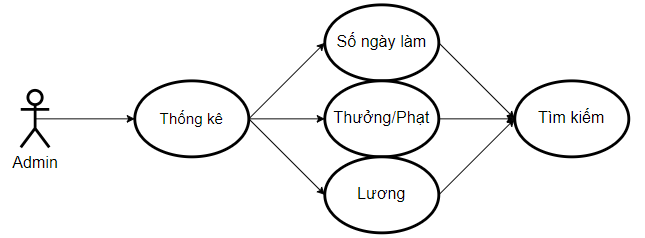 Admin
Thống kê
Số ngày làm
Thưởng/Phạt
Lương
Tìm kiếm